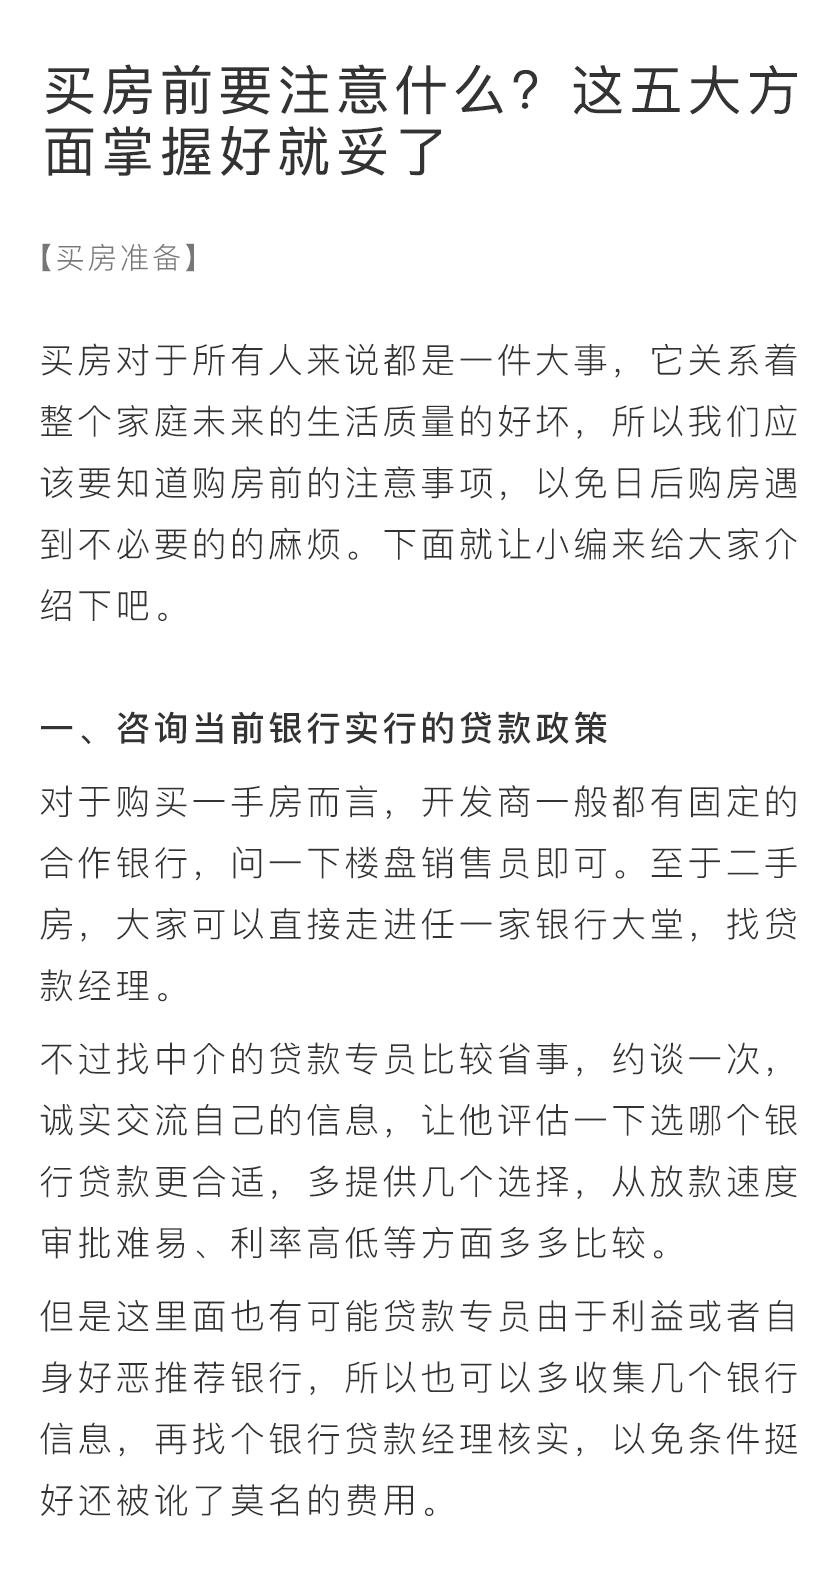 买房前要注意什么？这五大方
面掌握好就妥了
【买房准备】
买房对于所有人来说都是一件大事，它关系着
整个家庭未来的生活质量的好坏，所以我们应
该要知道购房前的注意事项，以免日后购房遇
到不必要的的麻烦。下面就让小编来给大家介
绍下吧。
一、咨询当前银行实行的贷款政策
对于购买一手房而言，开发商一般都有固定的
合作银行，问一下楼盘销售员即可。至于二手
房，大家可以直接走进任一家银行大堂，找贷
款经理。
不过找中介的贷款专员比较省事，约谈一次，
诚实交流自己的信息，让他评估一下选哪个银
行贷款更合适，多提供几个选择，从放款速度
审批难易、利率高低等方面多多比较。
但是这里面也有可能贷款专员由于利益或者自
身好恶推荐银行，所以也可以多收集几个银行
信息，再找个银行贷款经理核实，以免条件挺
好还被讹了莫名的费用。